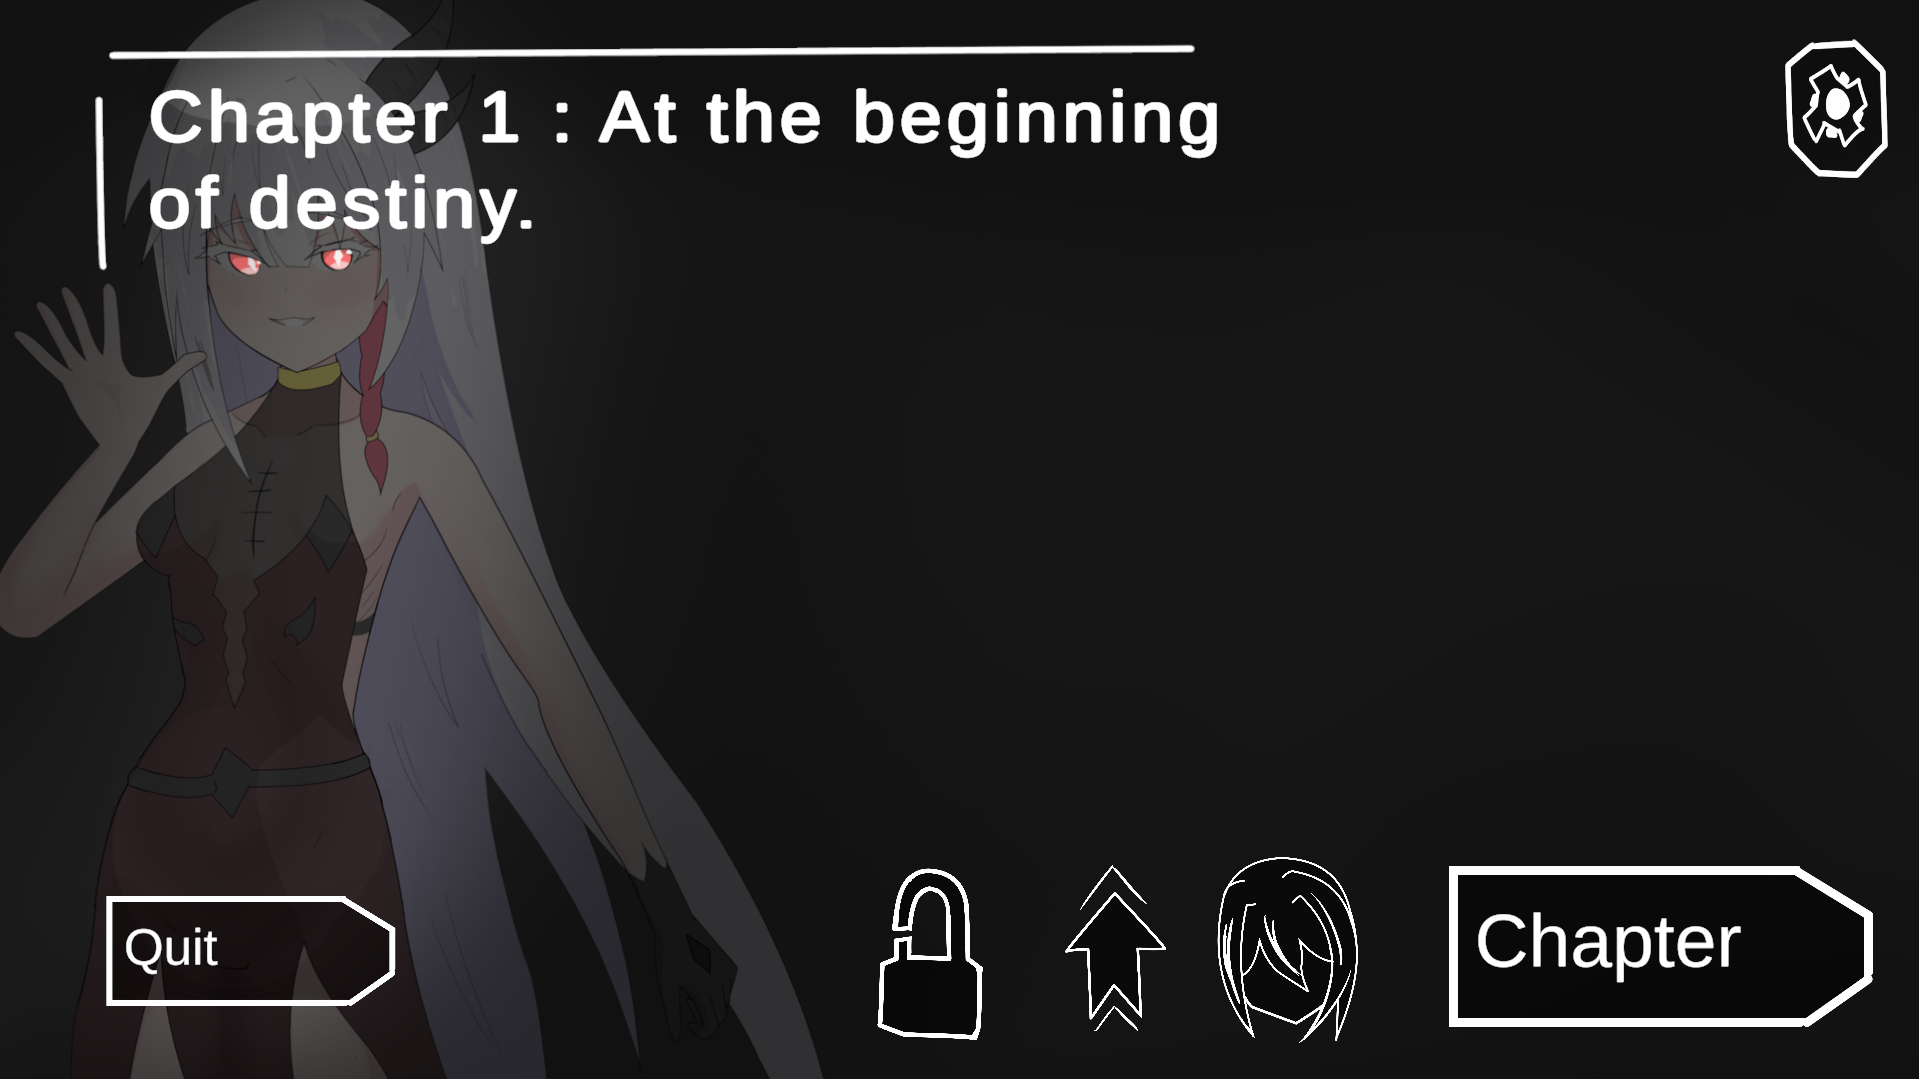 Chapter 1 : At the beginning
of destiny.
Quit
Chapter